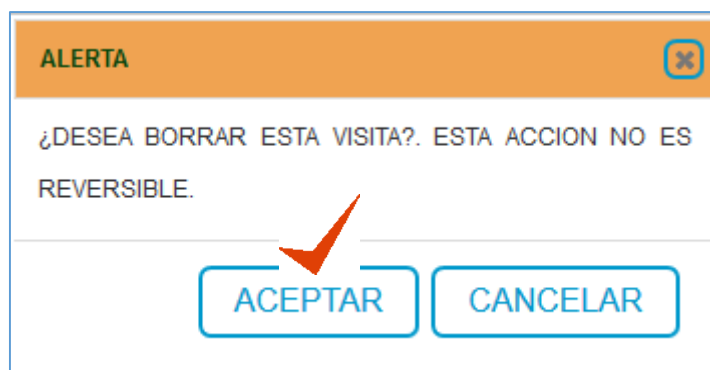 ALERTA
¿DESEA BORRAR ESTA VISITA?. ESTA ACCION NO ES
REVERSIBLE.
ACEPTAR CANCELAR